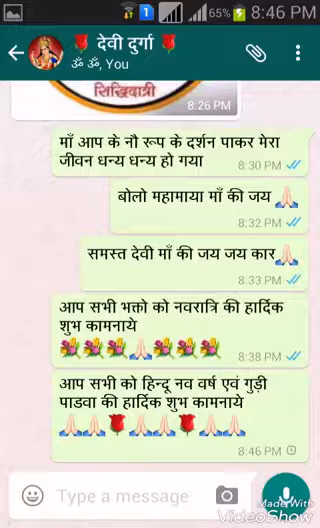 65% 8:46 PM
🌹 देवी दुर्गा 🌹
ॐ ॐ, You
सिद्धिदात्री
8:26 PM
माँ आप के नौ रूप के दर्शन पाकर मेरा
जीवन धन्य धन्य हो गया
8:30 PM
बोलो महामाया माँ की जय 🙏🏻
8:32 PM
समस्त देवी माँ की जय जय कार 🙏🏻
8:33 PM
आप सभी भक्तो को नवरात्रि की हार्दिक
शुभ कामनाये
💐💐💐🙏🏻💐💐💐
8:38 PM
आप सभी को हिन्दू नव वर्ष एवं गुड़ी
पाडवा की हार्दिक शुभ कामनाये
🙏🏻🙏🏻🌹🙏🏻🙏🏻🌹🙏🏻🙏🏻
8:46 PM
Type a message
Made With
VideoShow